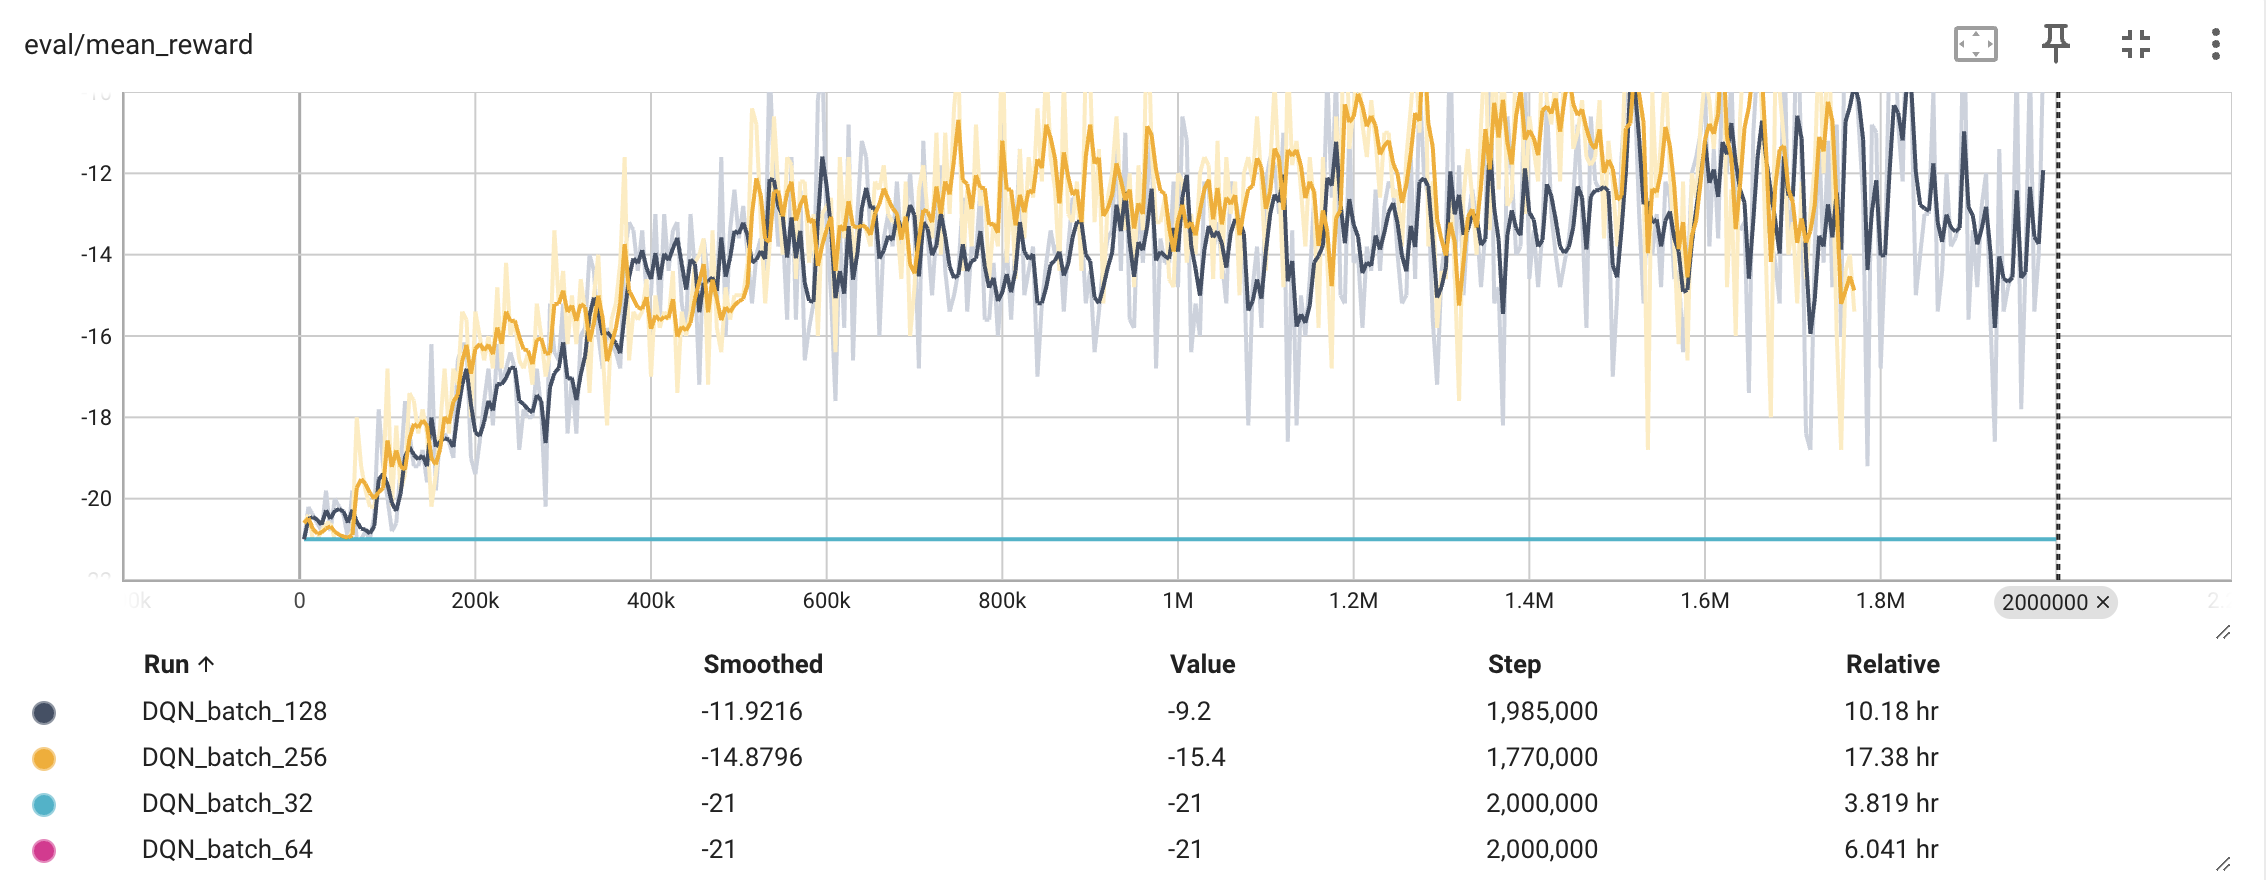 eval/mean_reward
-12
-14
-16
-18
-20
0 200k 400k 600k 800k 1M 1.2M 1.4M 1.6M 1.8M 2000000 ×
Run ↑ Smoothed Value Step Relative
DQN_batch_128 -11.9216 -9.2 1,985,000 10.18 hr
DQN_batch_256 -14.8796 -15.4 1,770,000 17.38 hr
DQN_batch_32 -21 -21 2,000,000 3.819 hr
DQN_batch_64 -21 -21 2,000,000 6.041 hr